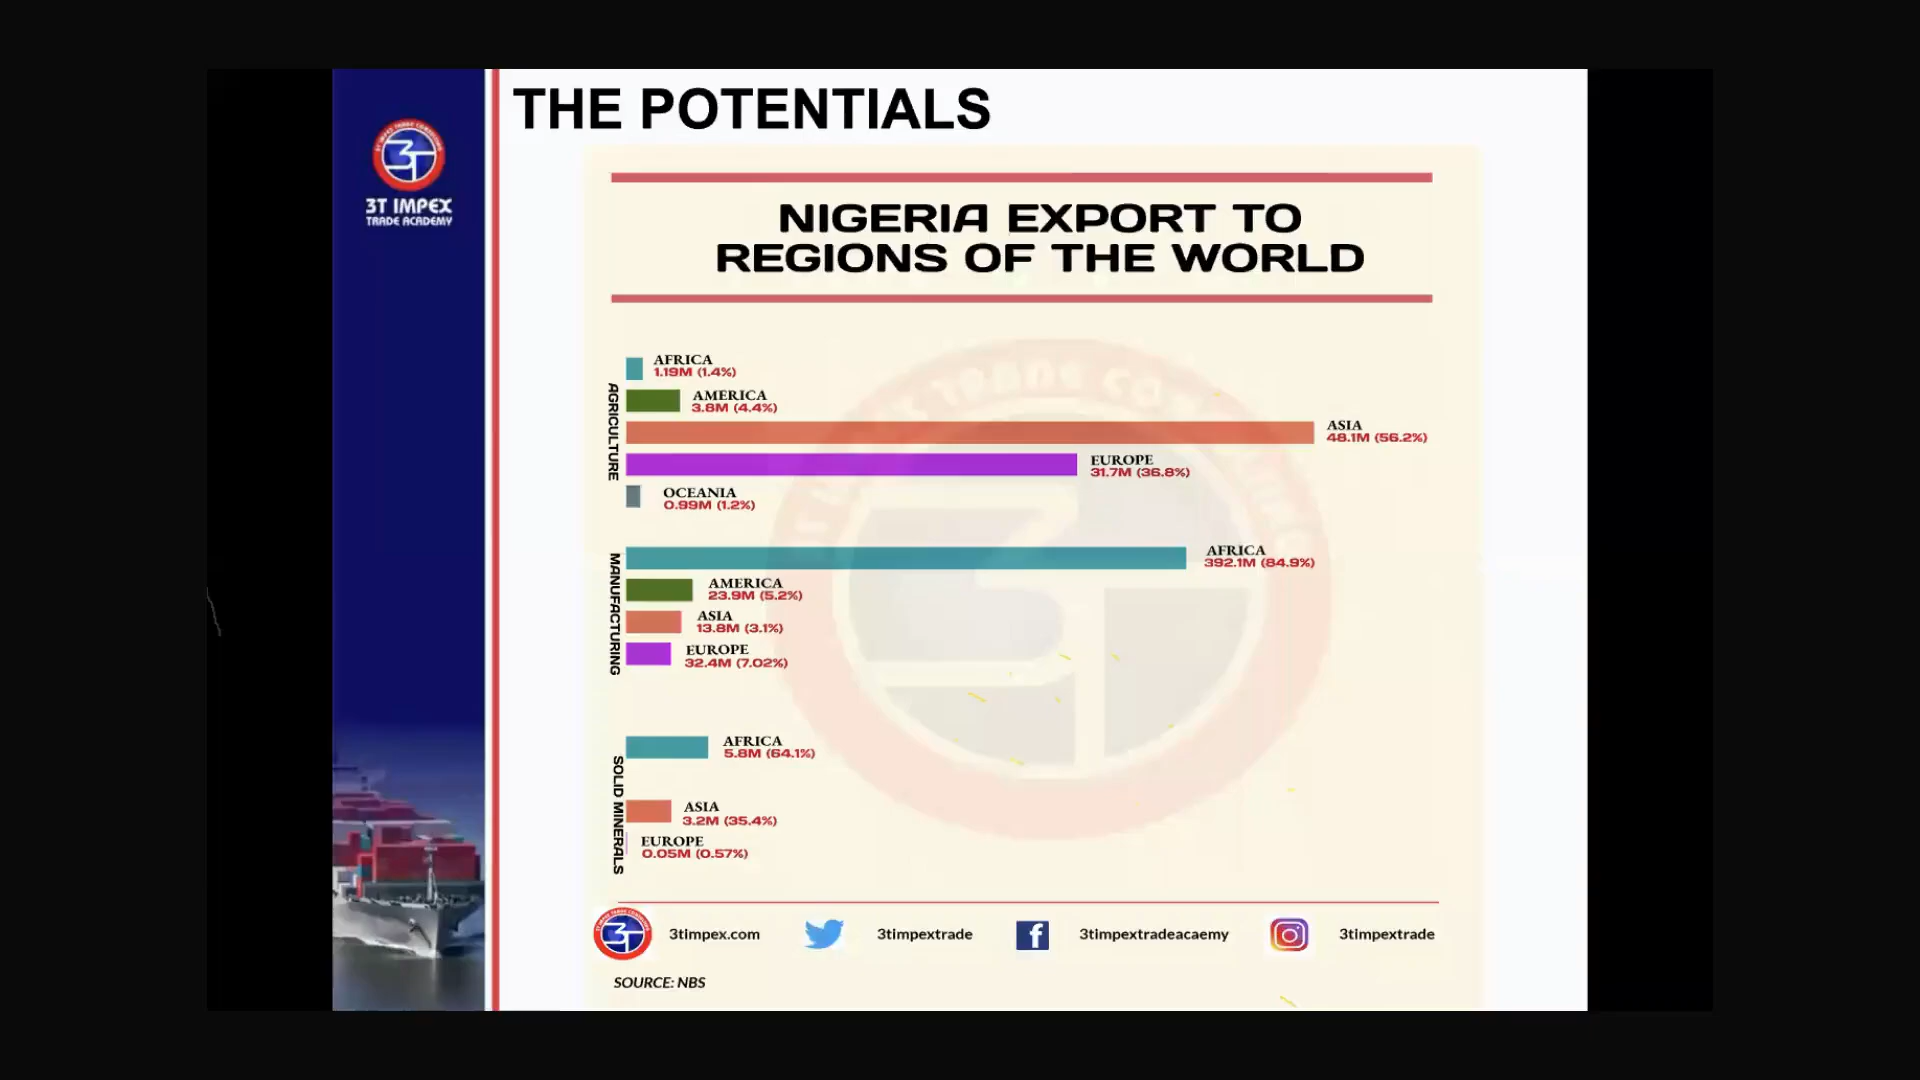 3T IMPEX
TRADE ACADEMY
THE POTENTIALS
NIGERIA EXPORT TO
REGIONS OF THE WORLD
AGRICULTURE
AFRICA
1.19M (1.4%)
AMERICA
3.8M (4.4%)
ASIA
48.1M (56.2%)
EUROPE
31.7M (36.8%)
OCEANIA
0.99M (1.2%)
MANUFACTURING
AFRICA
392.1M (84.9%)
AMERICA
23.9M (5.2%)
ASIA
13.8M (3.1%)
EUROPE
32.4M (7.02%)
SOLID MINERALS
AFRICA
5.8M (64.1%)
ASIA
3.2M (35.4%)
EUROPE
0.05M (0.57%)
3timpex.com
3timpextrade
3timpextradeacaemy
3timpextrade
SOURCE: NBS